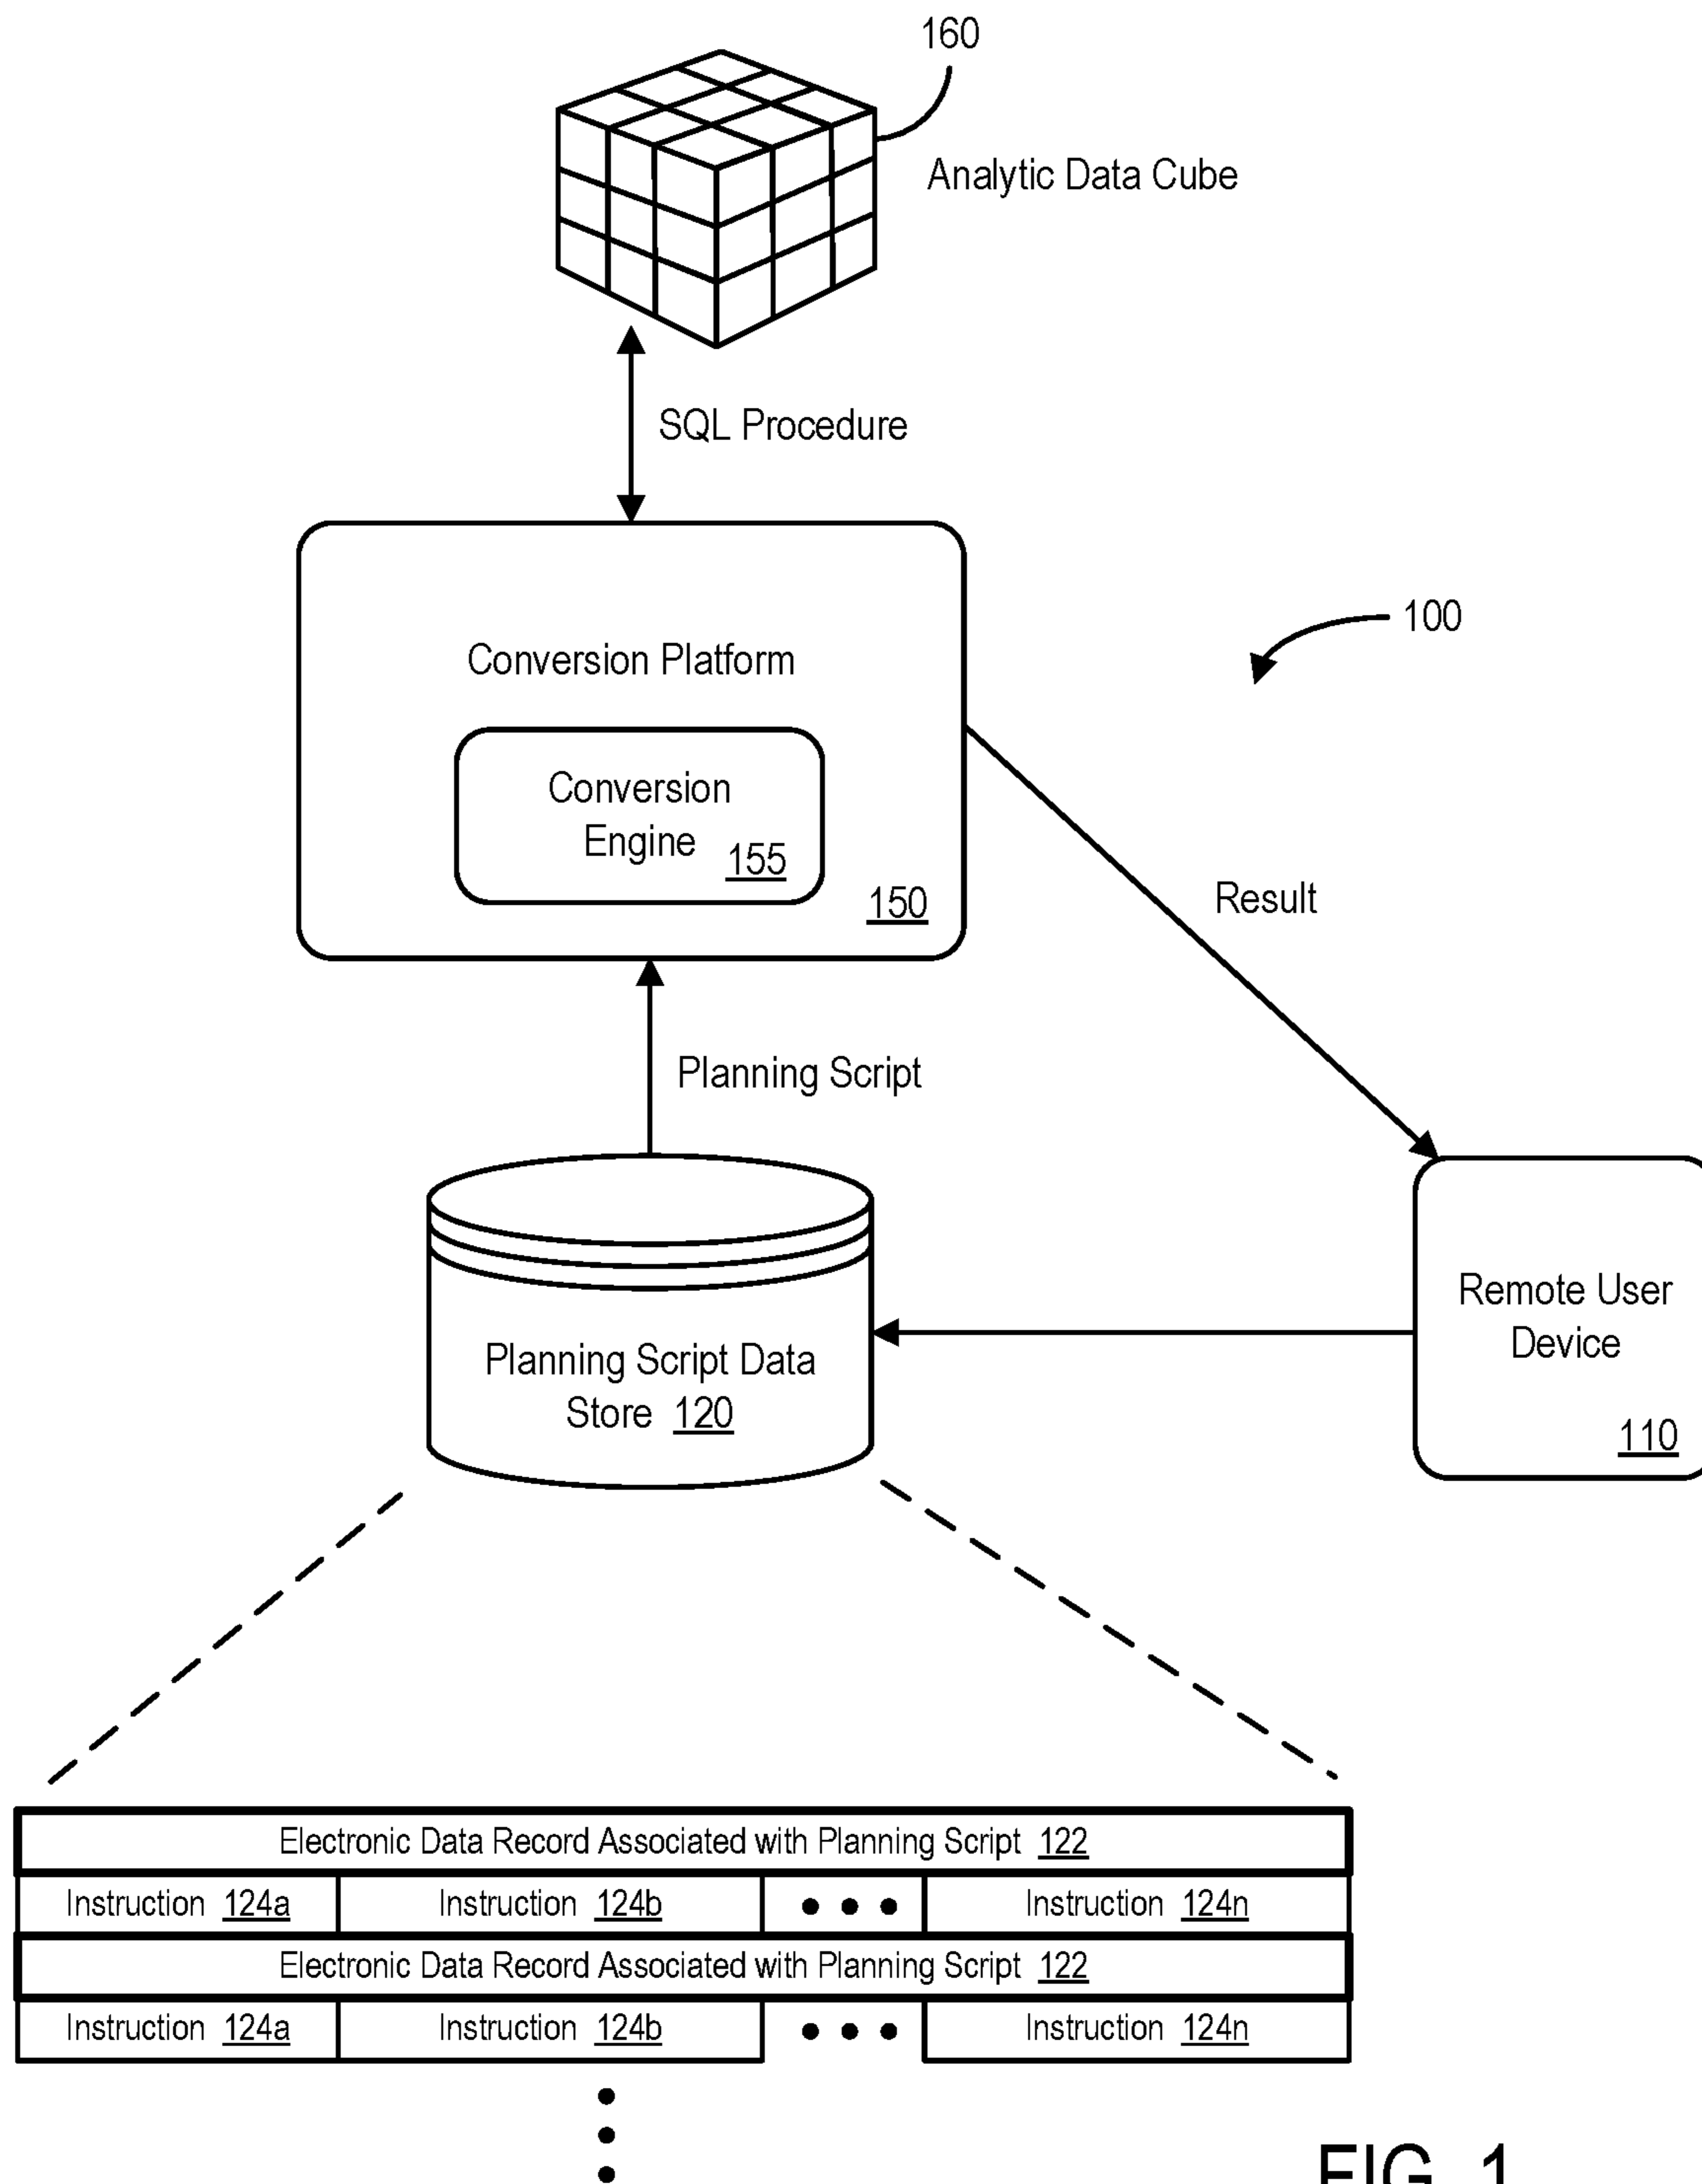 160
Analytic Data Cube
SQL Procedure
100
Conversion Platform
Conversion
Engine 155
150
Result
Planning Script
Remote User
Device
110
Planning Script Data
Store 120
Electronic Data Record Associated with Planning Script 122
Instruction 124a Instruction 124b • • • Instruction 124n
Electronic Data Record Associated with Planning Script 122
Instruction 124a Instruction 124b • • • Instruction 124n
FIG. 1